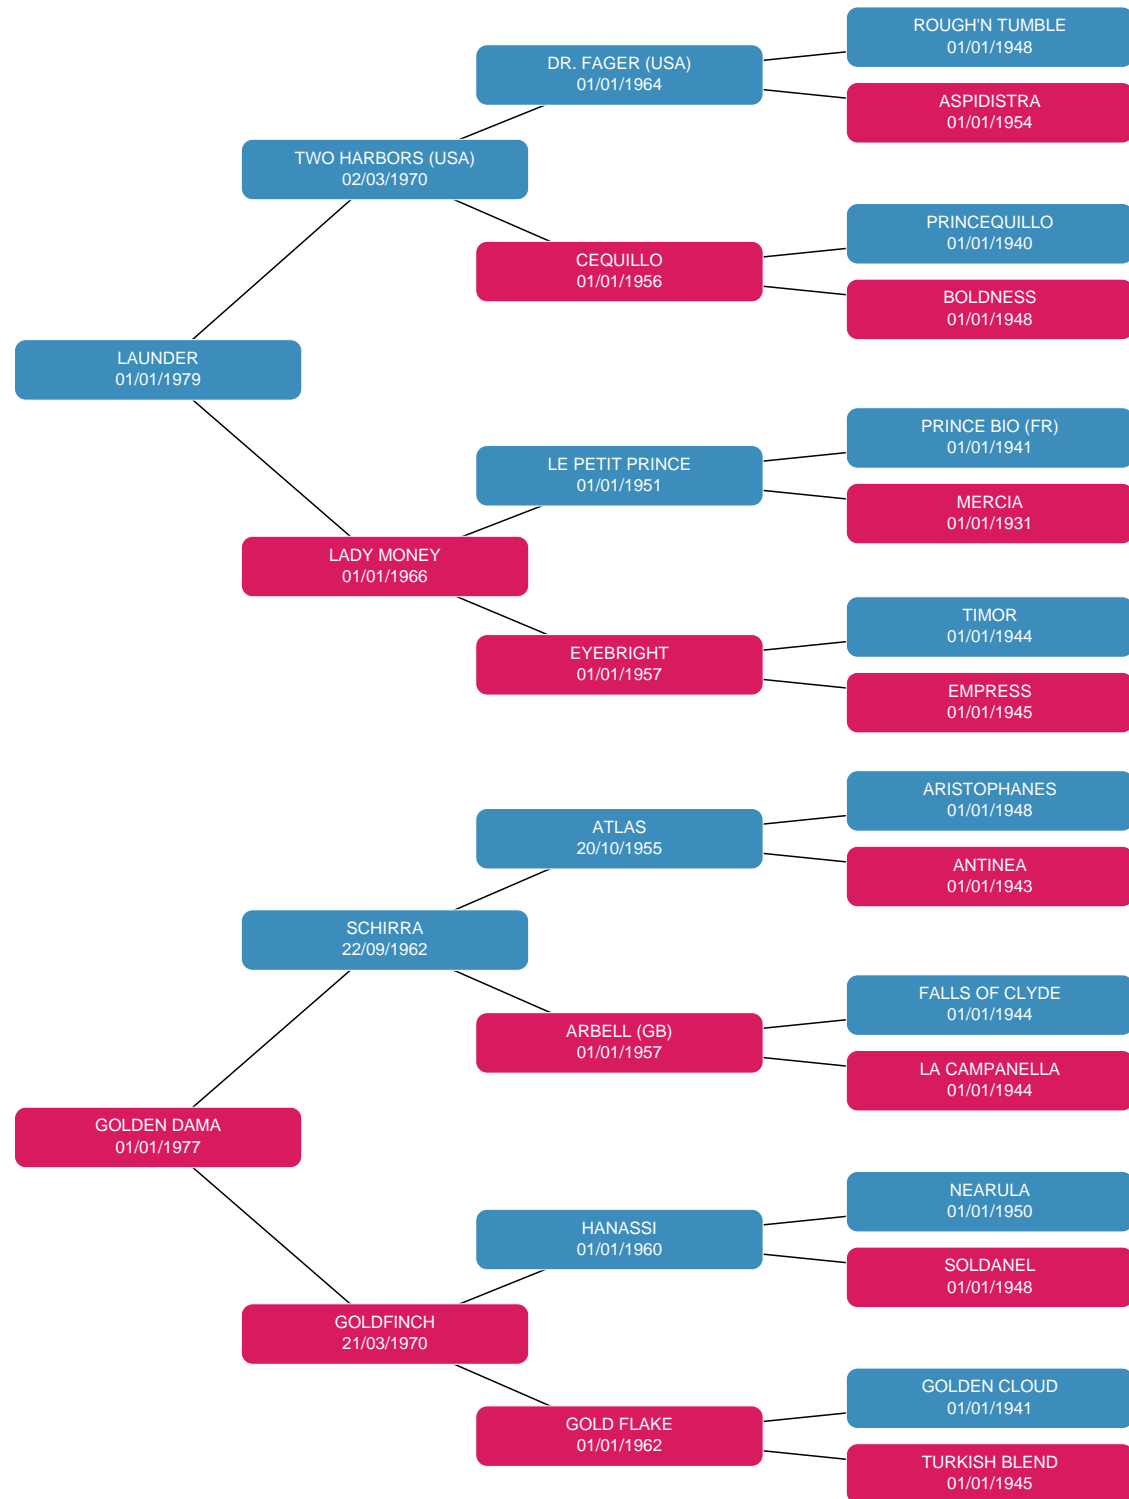 ROUGH'N TUMBLE
01/01/1948
DR. FAGER (USA)
01/01/1964
ASPIDISTRA
01/01/1954
TWO HARBORS (USA)
02/03/1970
PRINCEQUILLO
01/01/1940
CEQUILLO
01/01/1956
BOLDNESS
01/01/1948
LAUNDER
01/01/1979
PRINCE BIO (FR)
01/01/1941
LE PETIT PRINCE
01/01/1951
MERCIA
01/01/1931
LADY MONEY
01/01/1966
TIMOR
01/01/1944
EYEBRIGHT
01/01/1957
EMPRESS
01/01/1945
ARISTOPHANES
01/01/1948
ATLAS
20/10/1955
ANTINEA
01/01/1943
SCHIRRA
22/09/1962
FALLS OF CLYDE
01/01/1944
ARBELL (GB)
01/01/1957
LA CAMPANELLA
01/01/1944
GOLDEN DAMA
01/01/1977
NEARULA
01/01/1950
HANASSI
01/01/1960
SOLDANEL
01/01/1948
GOLDFINCH
21/03/1970
GOLDEN CLOUD
01/01/1941
GOLD FLAKE
01/01/1962
TURKISH BLEND
01/01/1945